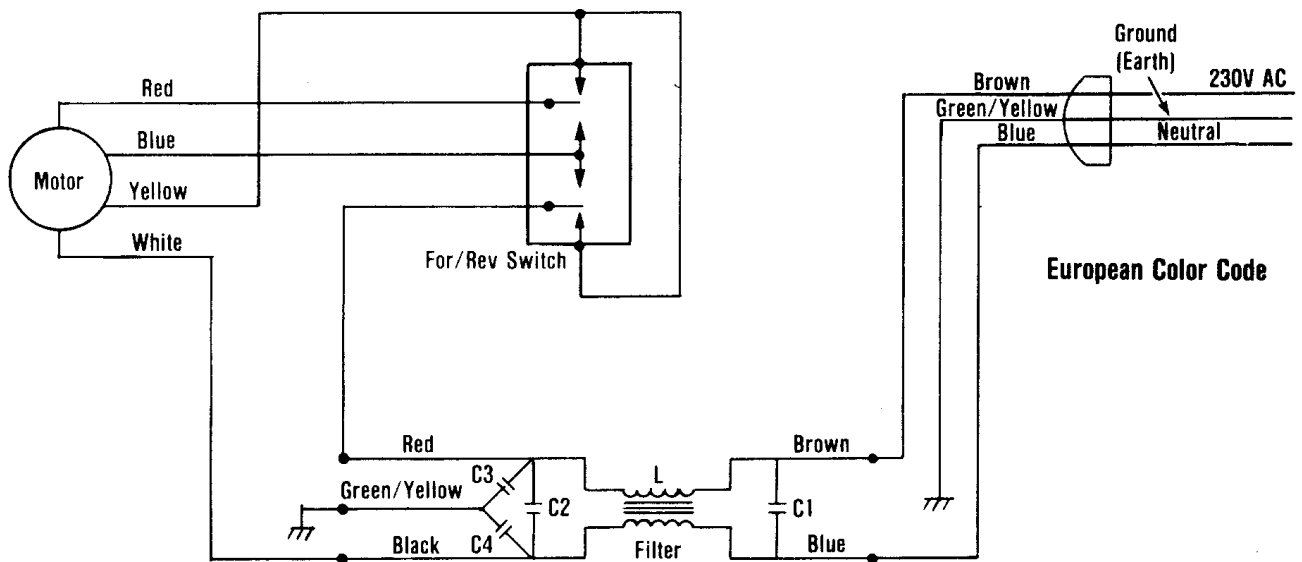 Red
Blue
Motor
Yellow
White
For/Rev Switch
Ground
(Earth)
Brown
230V AC
Green/Yellow
Blue
Neutral
European Color Code
Red
Brown
C3
L
Green/Yellow
C2
C1
C4
Black
Filter
Blue